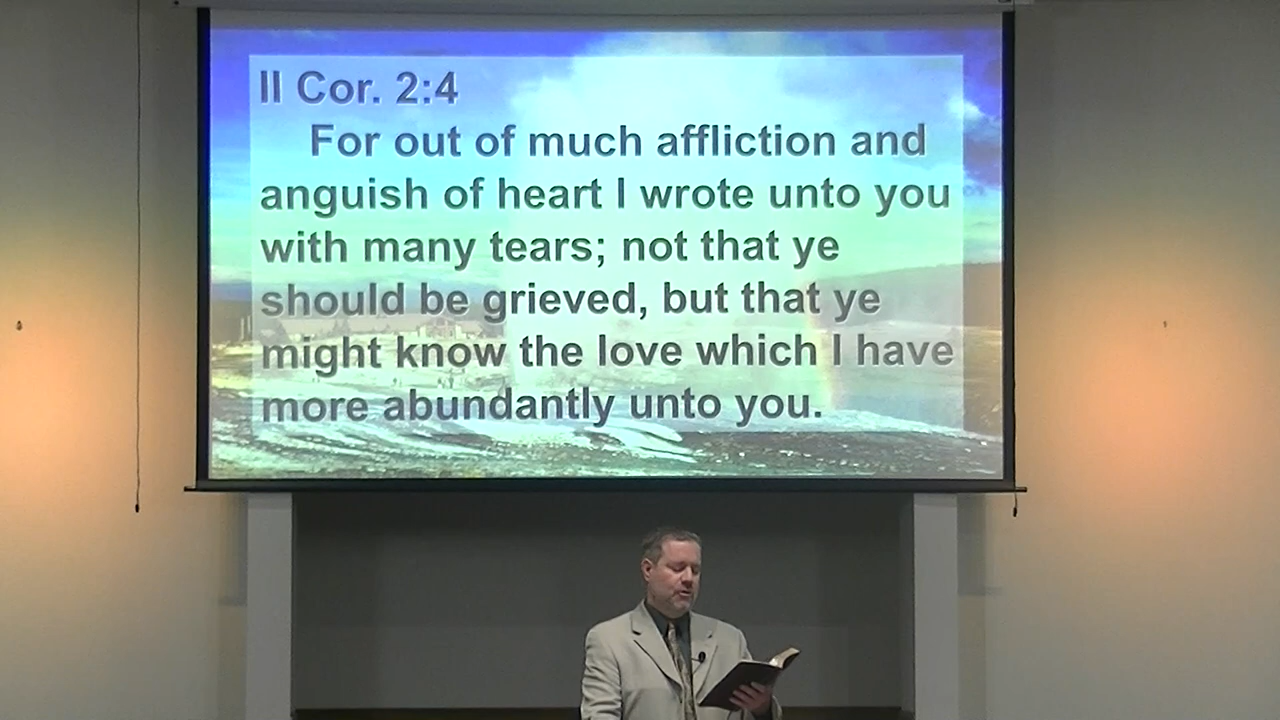 II Cor. 2:4
For out of much affliction and
anguish of heart I wrote unto you
with many tears; not that ye
should be grieved, but that ye
might know the love which I have
more abundantly unto you.